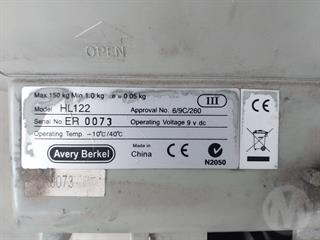 OPEN
Max 150 kg Min 1.0 kg e = 0.05 kg
III
Model HL122
Approval No. 6/9C/260
Serial No. ER 0073
Operating Voltage 9 v dc
Operating Temp. -10°C/40°C
Avery Berkel
Made in
China
N2050
CE
0073